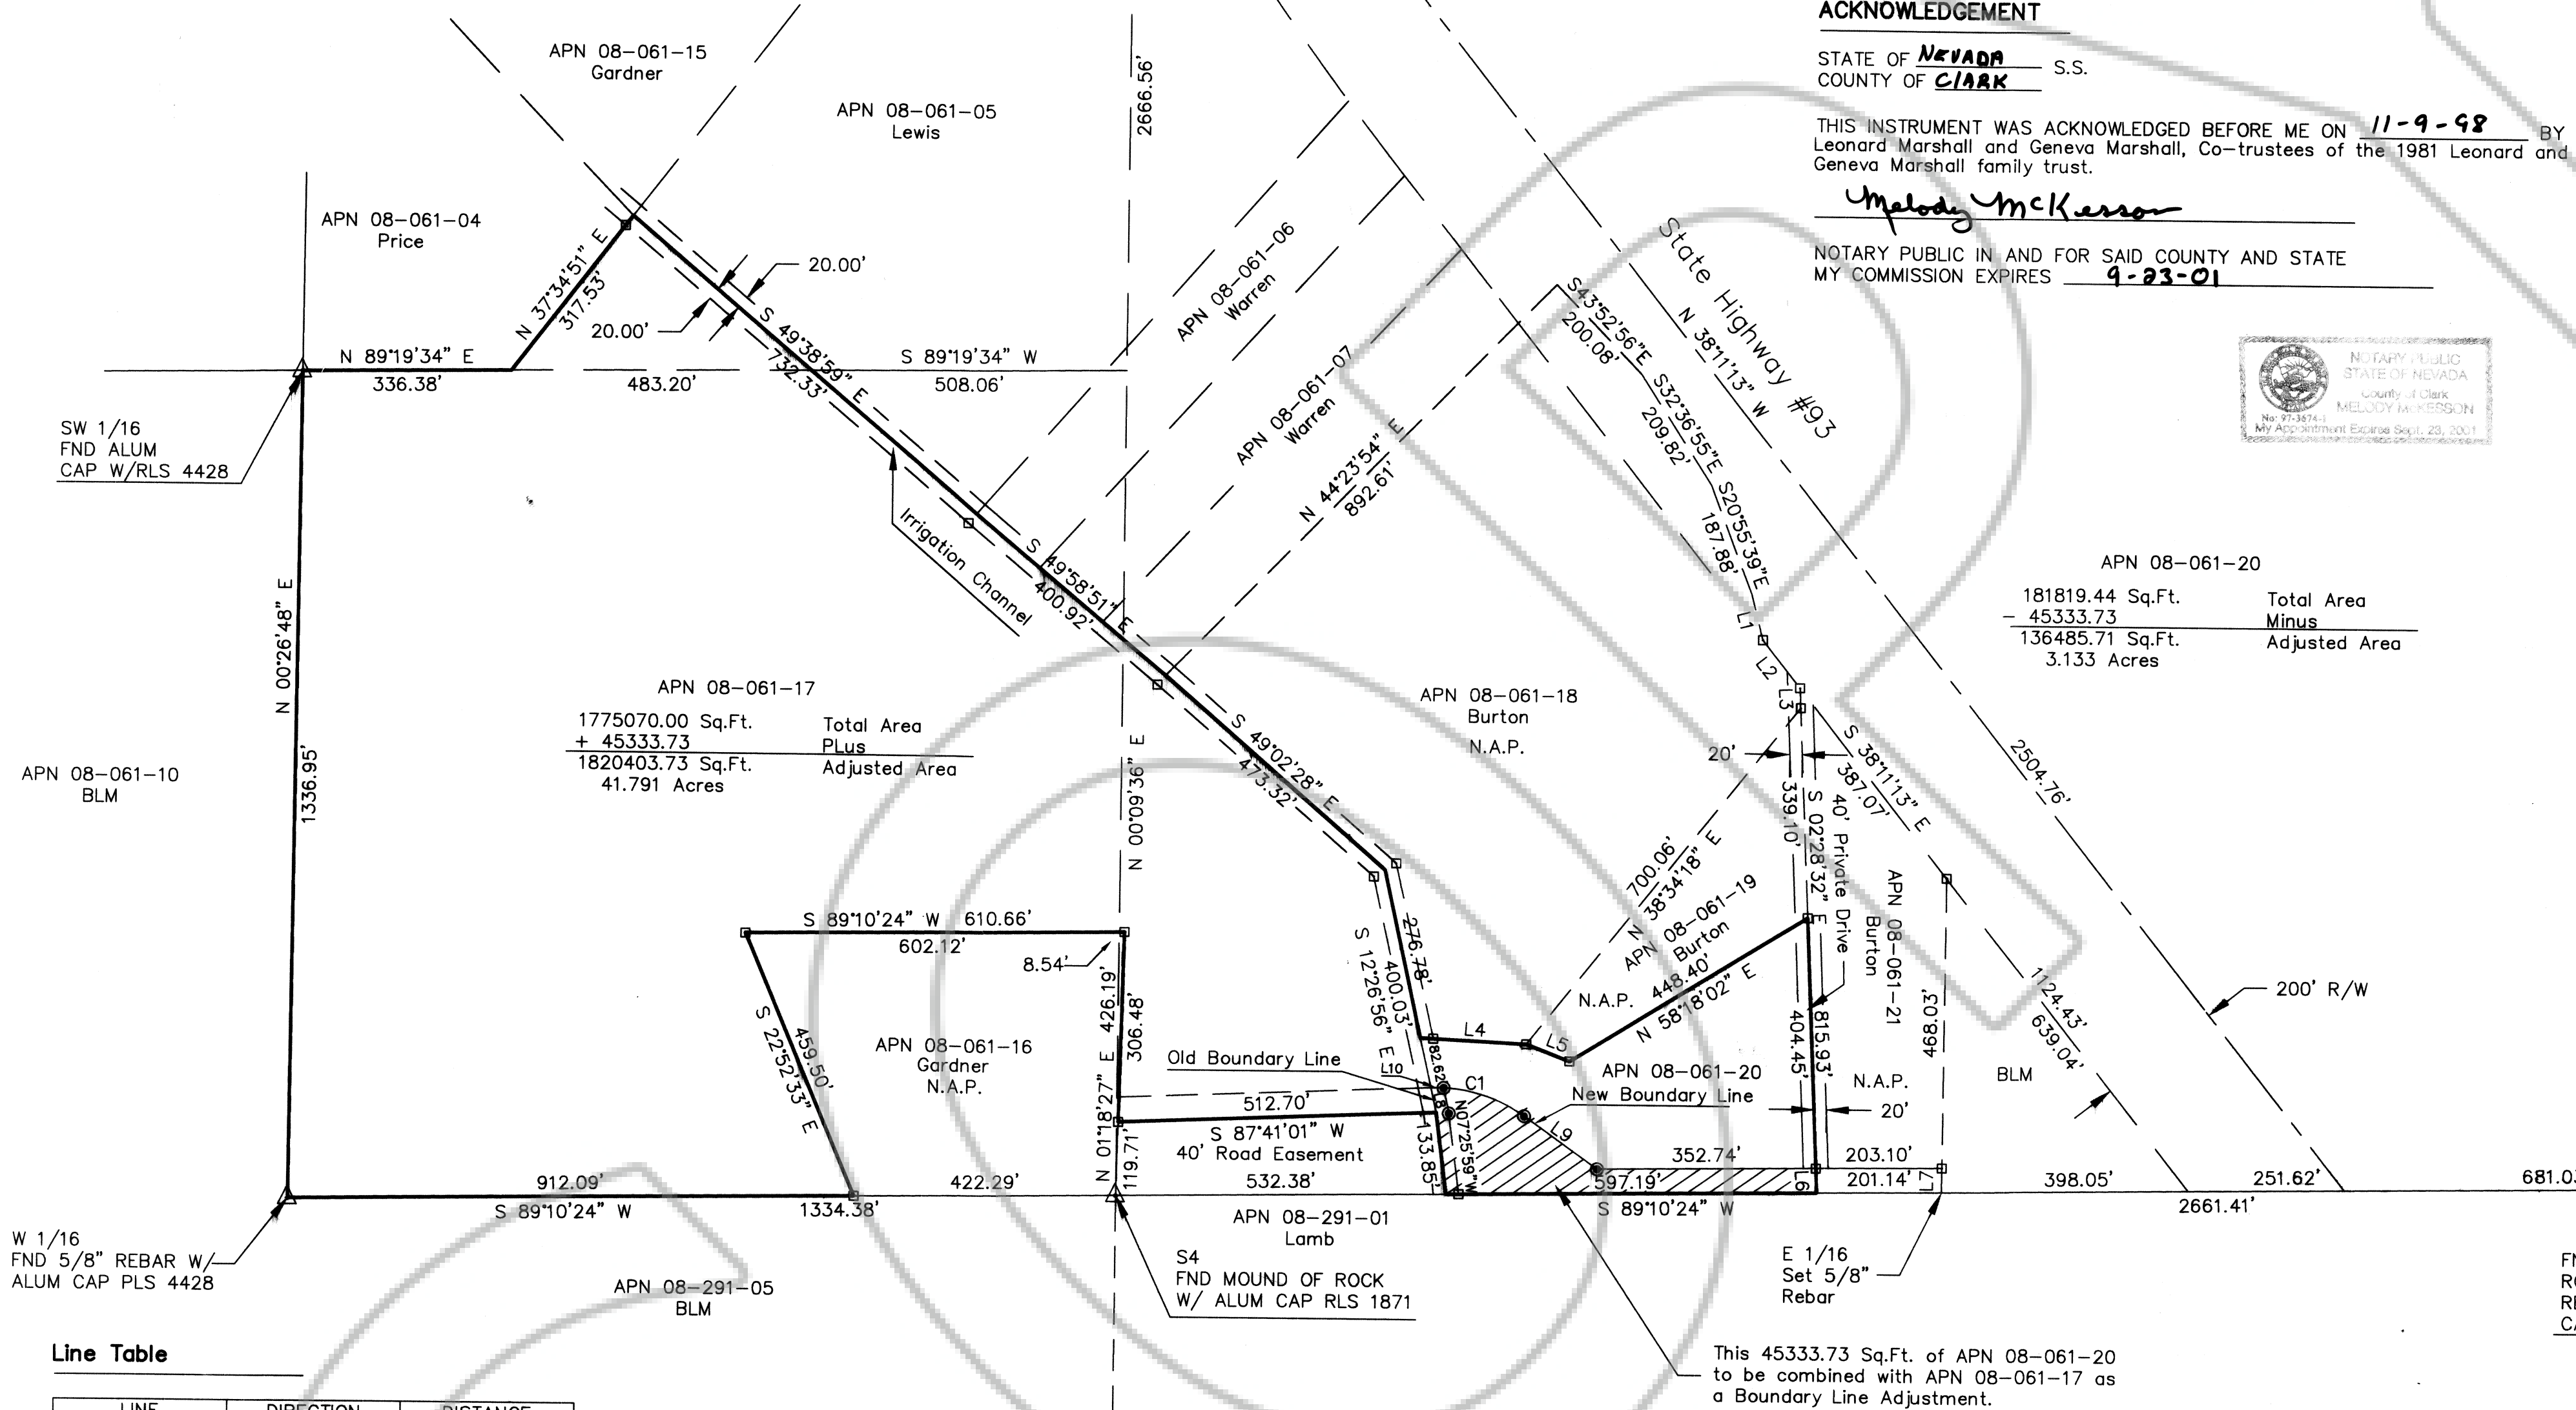 ACKNOWLEDGEMENT
STATE OF NEVADA S.S.
COUNTY OF CLARK
THIS INSTRUMENT WAS ACKNOWLEDGED BEFORE ME ON 11-9-98 BY
Leonard Marshall and Geneva Marshall, Co-trustees of the 1981 Leonard and
Geneva Marshall family trust.
Melody McKesson
NOTARY PUBLIC IN AND FOR SAID COUNTY AND STATE
MY COMMISSION EXPIRES 9-23-01
NOTARY PUBLIC
STATE OF NEVADA
County of Clark
MELODY McKESSON
No: 97-3674-1
My Appointment Expires Sept. 23, 2001
APN 08-061-15
Gardner
APN 08-061-05
Lewis
2666.56'
APN 08-061-04
Price
N 37°34'51" E
317.53'
20.00'
20.00'
S 49°38'59" E
732.33'
N 89°19'34" E
336.38'
483.20'
S 89°19'34" W
508.06'
SW 1/16
FND ALUM
CAP W/RLS 4428
APN 08-061-06
Warren
APN 08-061-07
Warren
N 44°23'54" E
892.61'
State Highway #93
N 38°11'13" W
S43°52'56"E
200.08'
S32°36'55"E
209.82'
S20°55'39"E
187.88'
L1
L2
L3
Irrigation Channel
S 49°58'51" E
400.92'
N 00°26'48" E
1336.95'
APN 08-061-20
181819.44 Sq.Ft. Total Area
- 45333.73 Minus
136485.71 Sq.Ft. Adjusted Area
3.133 Acres
APN 08-061-17
1775070.00 Sq.Ft. Total Area
+ 45333.73 PLus
1820403.73 Sq.Ft. Adjusted Area
41.791 Acres
APN 08-061-10
BLM
N 00°09'36" E
S 49°02'28" E
473.32'
APN 08-061-18
Burton
N.A.P.
20'
S 38°11'13" E
387.07'
2504.76'
339.10'
S 02°28'32" E
40' Private Drive
700.06'
N 38°34'18" E
APN 08-061-19
Burton
N.A.P.
448.40'
N 58°18'02" E
APN 08-061-21
Burton
N.A.P.
404.45'
815.93'
498.03'
1124.43'
639.04'
200' R/W
BLM
S 89°10'24" W 610.66'
602.12'
8.54'
S 22°52'33" E
459.50'
APN 08-061-16
Gardner
N.A.P.
N 01°18'27" E 426.19'
306.48'
119.71'
276.78'
S 12°26'56" E
400.03'
L4
L5
Old Boundary Line
L10
82.62
C1
L8
APN 08-061-20
New Boundary Line
20'
512.70'
S 87°41'01" W
40' Road Easement
133.85'
N07°25'59"W
L9
352.74'
203.10'
912.09'
S 89°10'24" W
1334.38'
422.29'
532.38'
597.19'
S 89°10'24" W
L6
201.14'
L7
398.05'
2661.41'
251.62'
681.03
W 1/16
FND 5/8" REBAR W/
ALUM CAP PLS 4428
APN 08-291-05
BLM
APN 08-291-01
Lamb
S4
FND MOUND OF ROCK
W/ ALUM CAP RLS 1871
E 1/16
Set 5/8"
Rebar
This 45333.73 Sq.Ft. of APN 08-061-20
to be combined with APN 08-061-17 as
a Boundary Line Adjustment.
Line Table
LINE DIRECTION DISTANCE